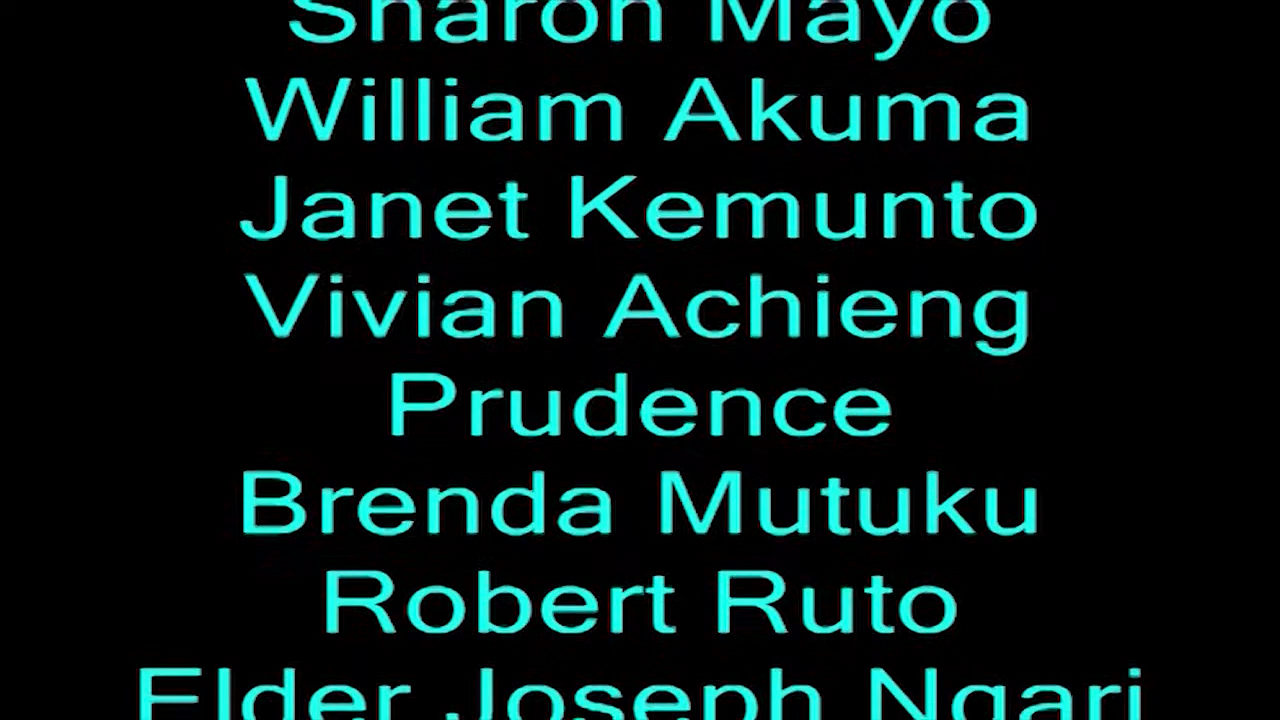 Sharon Mayo
William Akuma
Janet Kemunto
Vivian Achieng
Prudence
Brenda Mutuku
Robert Ruto
Elder Joseph Ngari